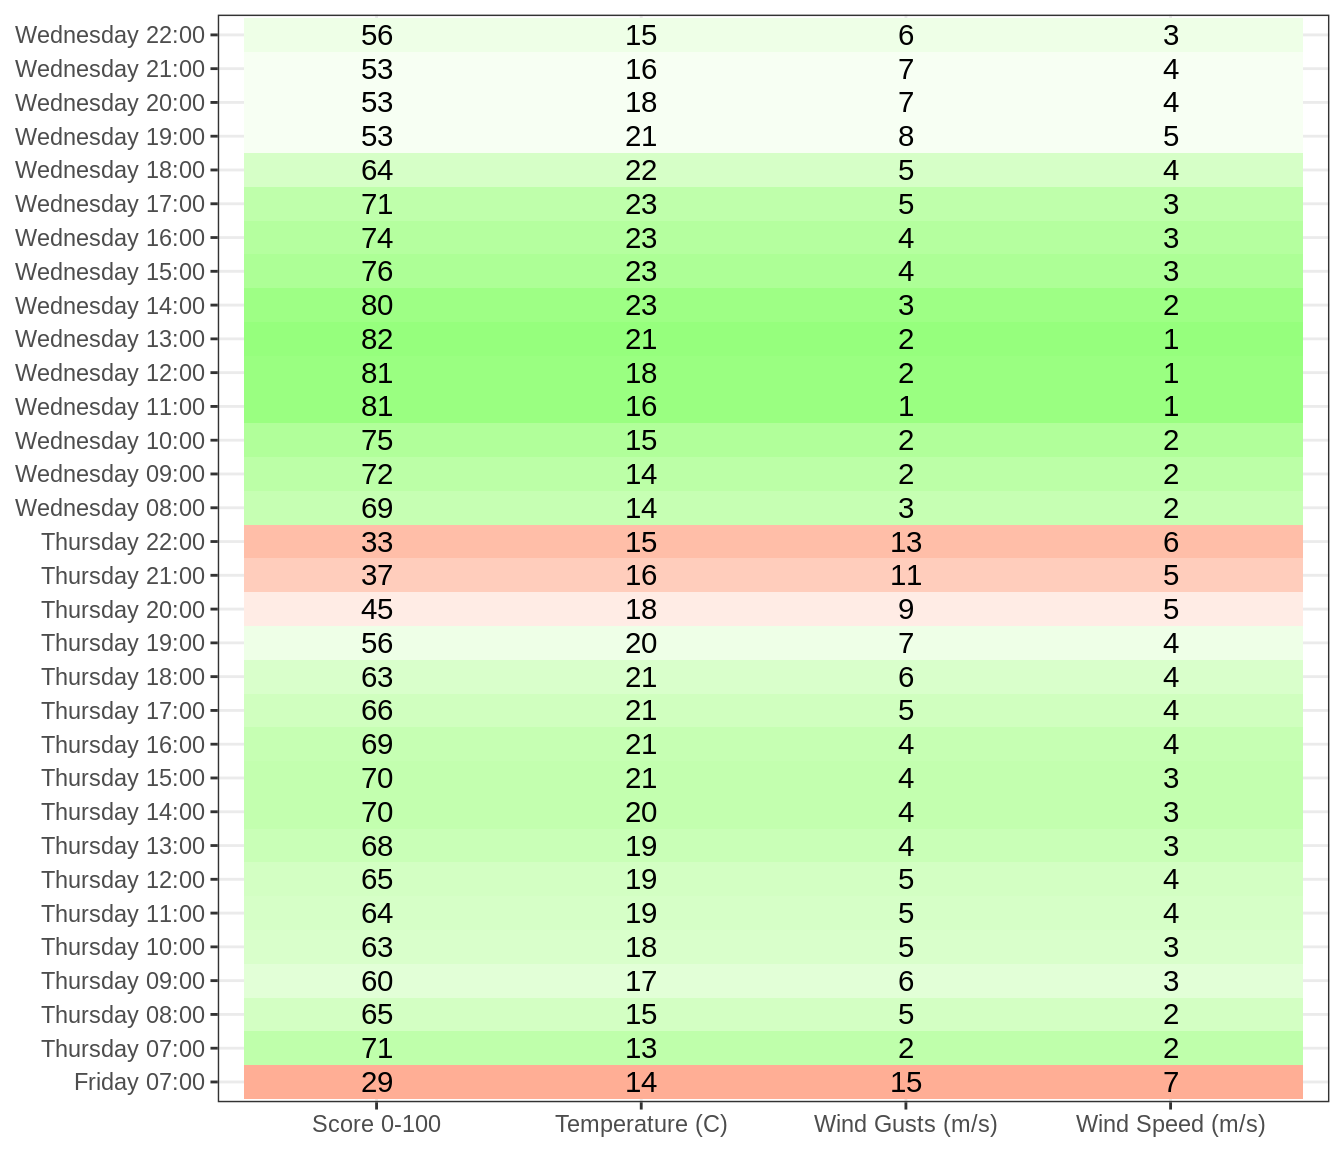 Wednesday 22:00 56 15 6 3
Wednesday 21:00 53 16 7 4
Wednesday 20:00 53 18 7 4
Wednesday 19:00 53 21 8 5
Wednesday 18:00 64 22 5 4
Wednesday 17:00 71 23 5 3
Wednesday 16:00 74 23 4 3
Wednesday 15:00 76 23 4 3
Wednesday 14:00 80 23 3 2
Wednesday 13:00 82 21 2 1
Wednesday 12:00 81 18 2 1
Wednesday 11:00 81 16 1 1
Wednesday 10:00 75 15 2 2
Wednesday 09:00 72 14 2 2
Wednesday 08:00 69 14 3 2
Thursday 22:00 33 15 13 6
Thursday 21:00 37 16 11 5
Thursday 20:00 45 18 9 5
Thursday 19:00 56 20 7 4
Thursday 18:00 63 21 6 4
Thursday 17:00 66 21 5 4
Thursday 16:00 69 21 4 4
Thursday 15:00 70 21 4 3
Thursday 14:00 70 20 4 3
Thursday 13:00 68 19 4 3
Thursday 12:00 65 19 5 4
Thursday 11:00 64 19 5 4
Thursday 10:00 63 18 5 3
Thursday 09:00 60 17 6 3
Thursday 08:00 65 15 5 2
Thursday 07:00 71 13 2 2
Friday 07:00 29 14 15 7
Score 0-100 Temperature (C) Wind Gusts (m/s) Wind Speed (m/s)